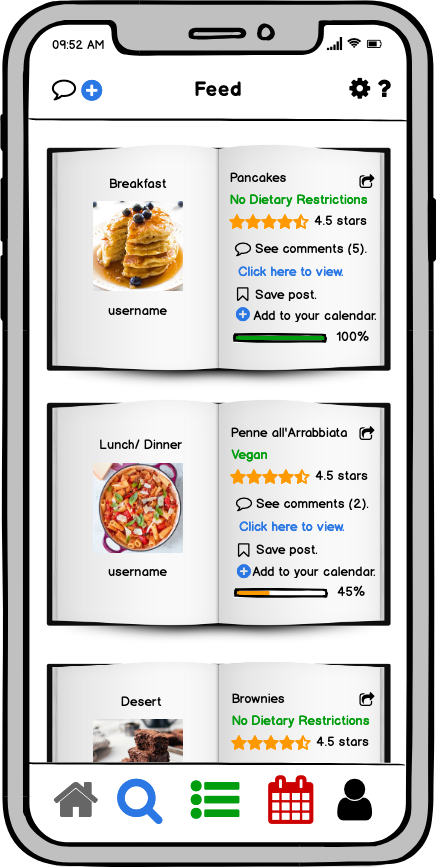 09:52 AM
Feed
?
Breakfast
username
Pancakes
No Dietary Restrictions
4.5 stars
See comments (5).
Click here to view.
Save post.
Add to your calendar.
100%
Lunch/ Dinner
username
Penne all'Arrabbiata
Vegan
4.5 stars
See comments (2).
Click here to view.
Save post.
Add to your calendar.
45%
Desert
Brownies
No Dietary Restrictions
4.5 stars